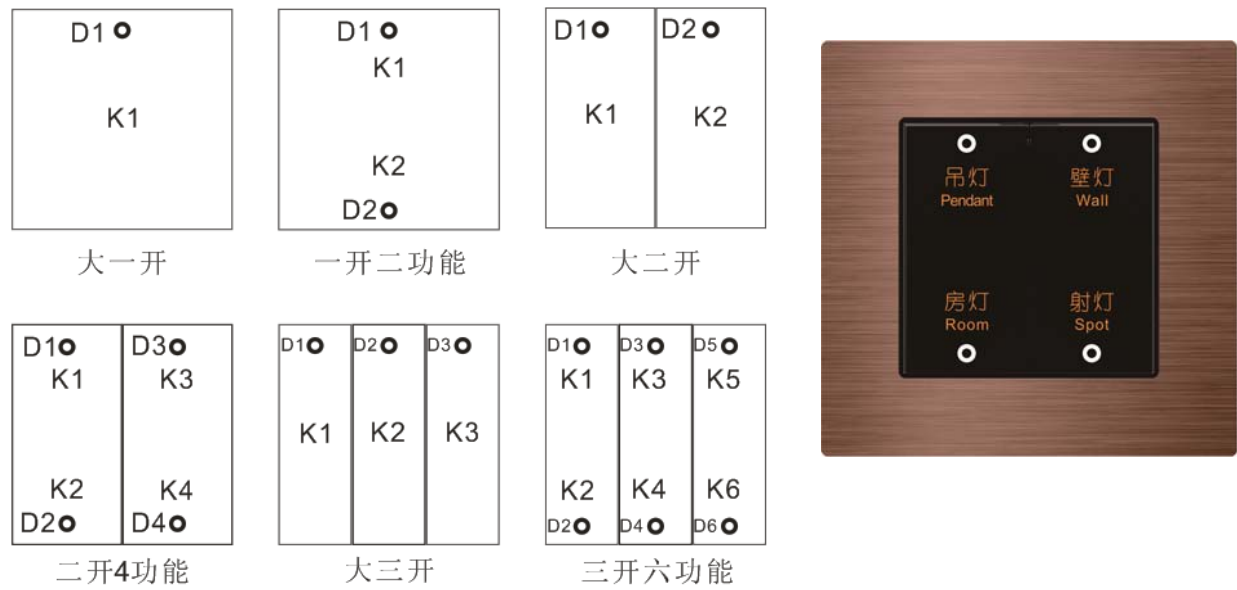 D1
K1
大一开
D1
K1
K2
D2
一开二功能
D1 D2
K1 K2
大二开
D1 D3
K1 K3
K2 K4
D2 D4
二开4功能
D1 D2 D3
K1 K2 K3
大三开
D1 D3 D5
K1 K3 K5
K2 K4 K6
D2 D4 D6
三开六功能
吊灯 壁灯
Pendant Wall
房灯 射灯
Room Spot